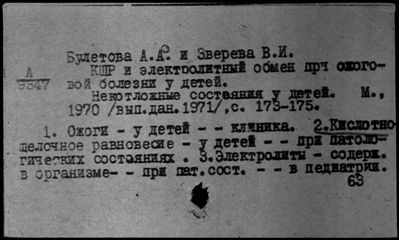 Булетова А.А. и Зверева В.И.
А КЩР и электролитный обмен при ожого-
9347 вой болезни у детей.
Неотложные состояния у детей. М.,
1970 /вып.дан.1971/,с. 173-175.
1. Ожоги - у детей - - клиника. 2.Кислотно-
щелочное равновесие - у детей -- при патоло-
гических состояниях . 3.Электролиты - содерж.
в организме-- при пат.сост. -- в педиатрии.
63